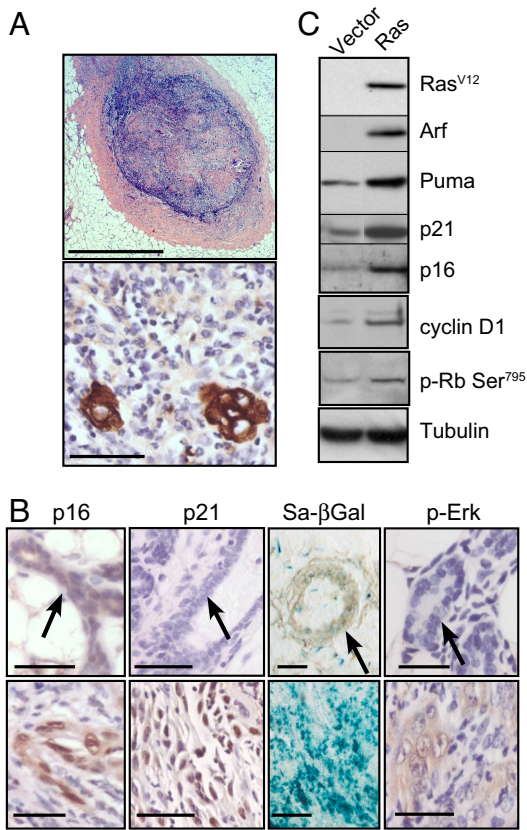 A
C
Vector Ras
Ras^V12
Arf
Puma
p21
p16
cyclin D1
p-Rb Ser^795
Tubulin
B
p16 p21 Sa-βGal p-Erk